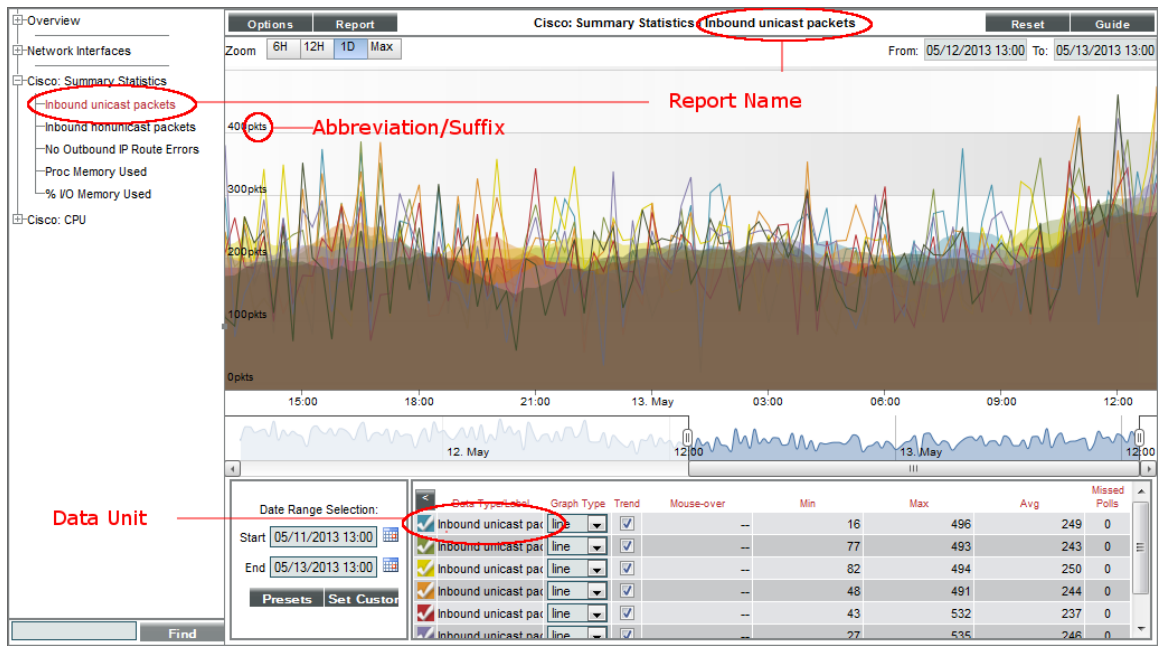 Overview
Network Interfaces
Cisco: Summary Statistics
Inbound unicast packets
Inbound nonunicast packets
No Outbound IP Route Errors
Proc Memory Used
% I/O Memory Used
Cisco: CPU
Find
Options Report Cisco: Summary Statistics: Inbound unicast packets Reset Guide
Zoom 6H 12H 1D Max From: 05/12/2013 13:00 To: 05/13/2013 13:00
Report Name
Abbreviation/Suffix
400pkts
300pkts
200pkts
100pkts
0pkts
15:00 18:00 21:00 13. May 03:00 06:00 09:00 12:00
12. May 12:00 13. May 12:00
Data Unit
Date Range Selection:
Start 05/11/2013 13:00
End 05/13/2013 13:00
Presets Set Custom
< Data Type/Label Graph Type Trend Mouse-over Min Max Avg Missed Polls
Inbound unicast pac line -- 16 496 249 0
Inbound unicast pac line -- 77 493 243 0
Inbound unicast pac line -- 82 494 250 0
Inbound unicast pac line -- 48 491 244 0
Inbound unicast pac line -- 43 532 237 0
Inbound unicast pac line -- 27 535 246 0